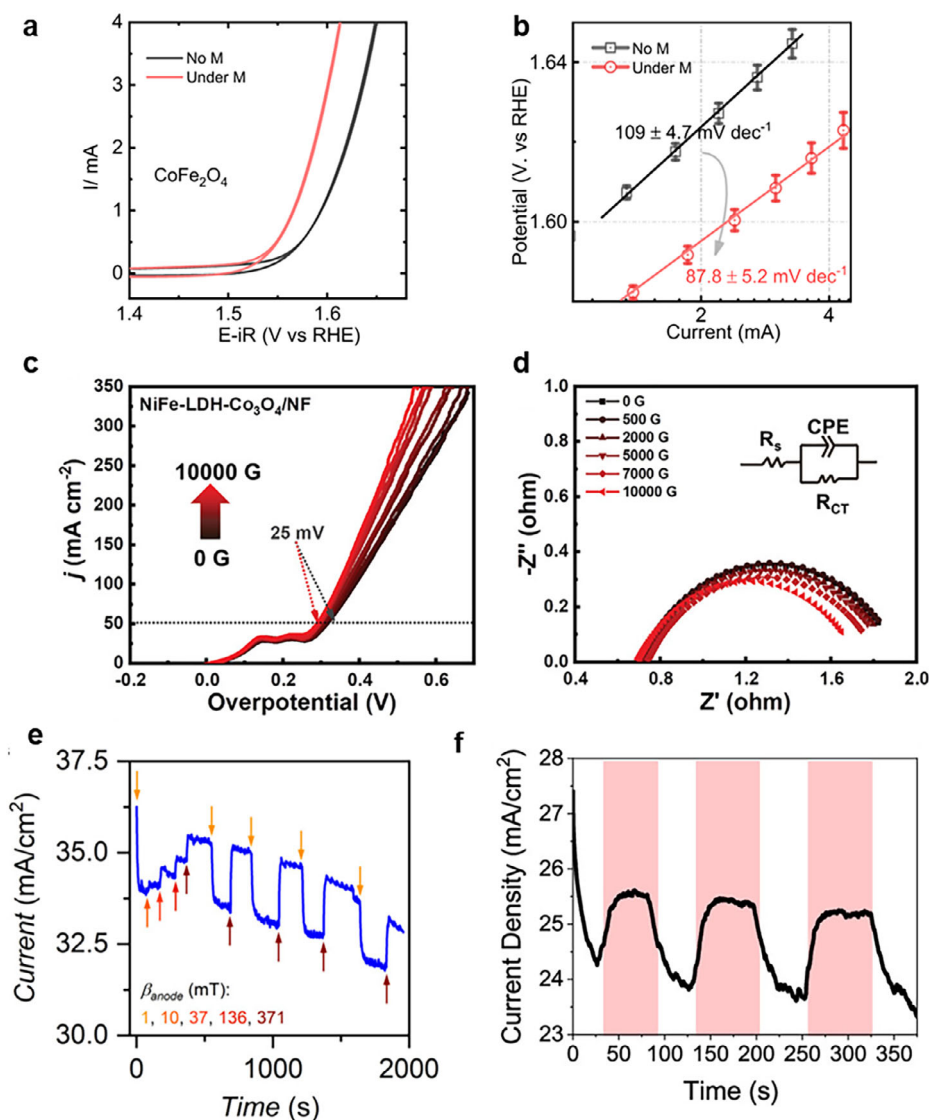 a
4
3
2
1
0
I/ mA
No M
Under M
CoFe₂O₄
1.4
1.5
1.6
E-iR (V vs RHE)
b
1.64
1.60
Potential (V. vs RHE)
No M
Under M
109 ± 4.7 mV dec⁻¹
87.8 ± 5.2 mV dec⁻¹
2
4
Current (mA)
c
350
300
250
200
150
100
50
0
j (mA cm⁻²)
NiFe-LDH-Co₃O₄/NF
10000 G
0 G
25 mV
-0.2
0.0
0.2
0.4
0.6
Overpotential (V)
d
1.0
0.8
0.6
0.4
0.2
0.0
-Z'' (ohm)
0 G
500 G
2000 G
5000 G
7000 G
10000 G
Rs
CPE
RCT
0.4
0.8
1.2
1.6
2.0
Z' (ohm)
e
37.5
35.0
32.5
30.0
Current (mA/cm²)
βanode (mT):
1, 10, 37, 136, 371
0
1000
2000
Time (s)
f
28
27
26
25
24
23
Current Density (mA/cm²)
0
50
100
150
200
250
300
350
Time (s)